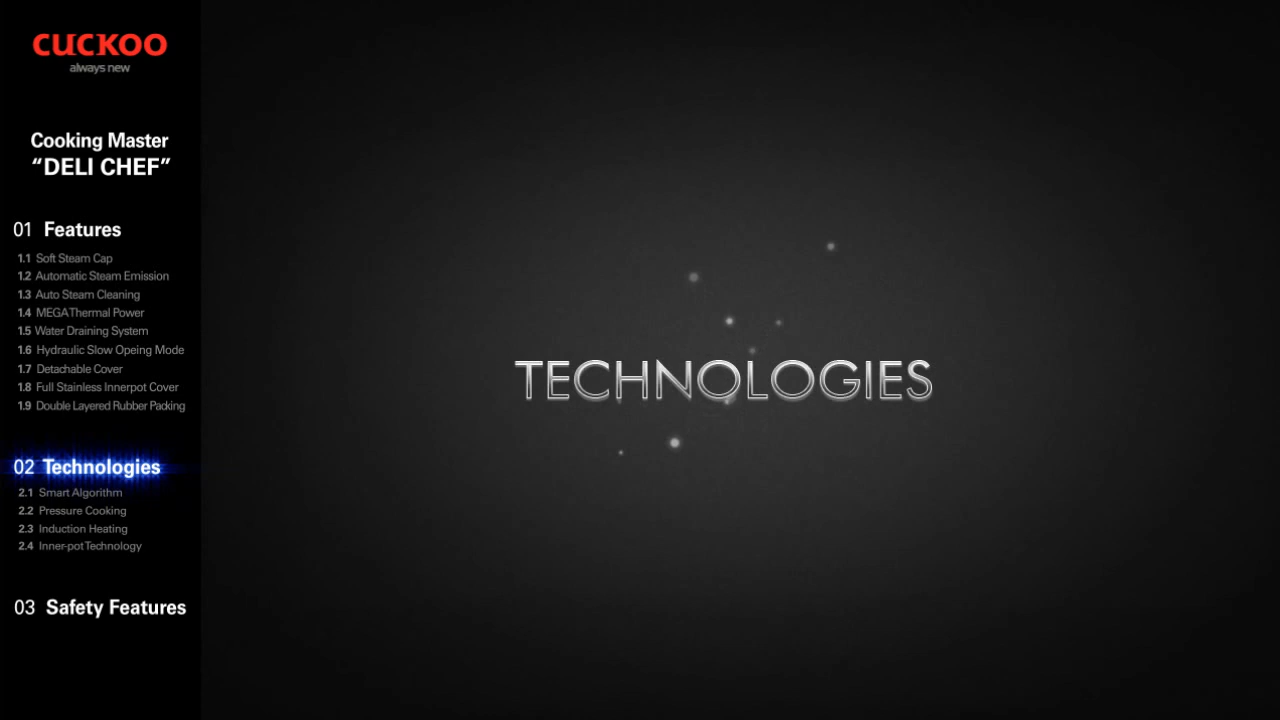 CUCKOO
always new
Cooking Master
“DELI CHEF”
01 Features
1.1 Soft Steam Cap
1.2 Automatic Steam Emission
1.3 Auto Steam Cleaning
1.4 MEGA Thermal Power
1.5 Water Draining System
1.6 Hydraulic Slow Opeing Mode
1.7 Detachable Cover
1.8 Full Stainless Innerpot Cover
1.9 Double Layered Rubber Packing
02 Technologies
2.1 Smart Algorithm
2.2 Pressure Cooking
2.3 Induction Heating
2.4 Inner-pot Technology
03 Safety Features
TECHNOLOGIES